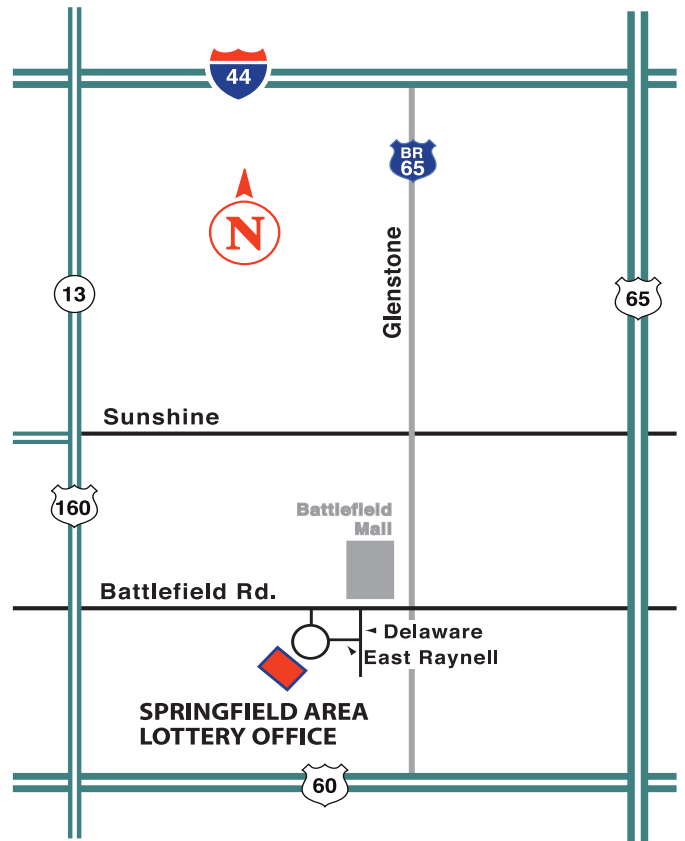 44
BR
65
N
Glenstone
13
65
Sunshine
160
Battlefield
Mall
Battlefield Rd.
Delaware
East Raynell
SPRINGFIELD AREA
LOTTERY OFFICE
60